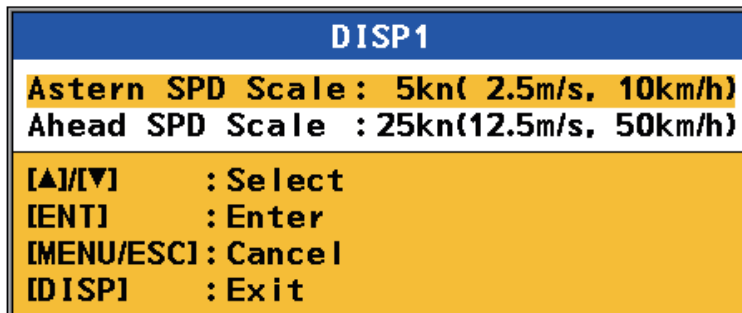 DISP1
Astern SPD Scale: 5kn( 2.5m/s, 10km/h)
Ahead SPD Scale :25kn(12.5m/s, 50km/h)
[▲]/[▼] :Select
[ENT] :Enter
[MENU/ESC]:Cancel
[DISP] :Exit